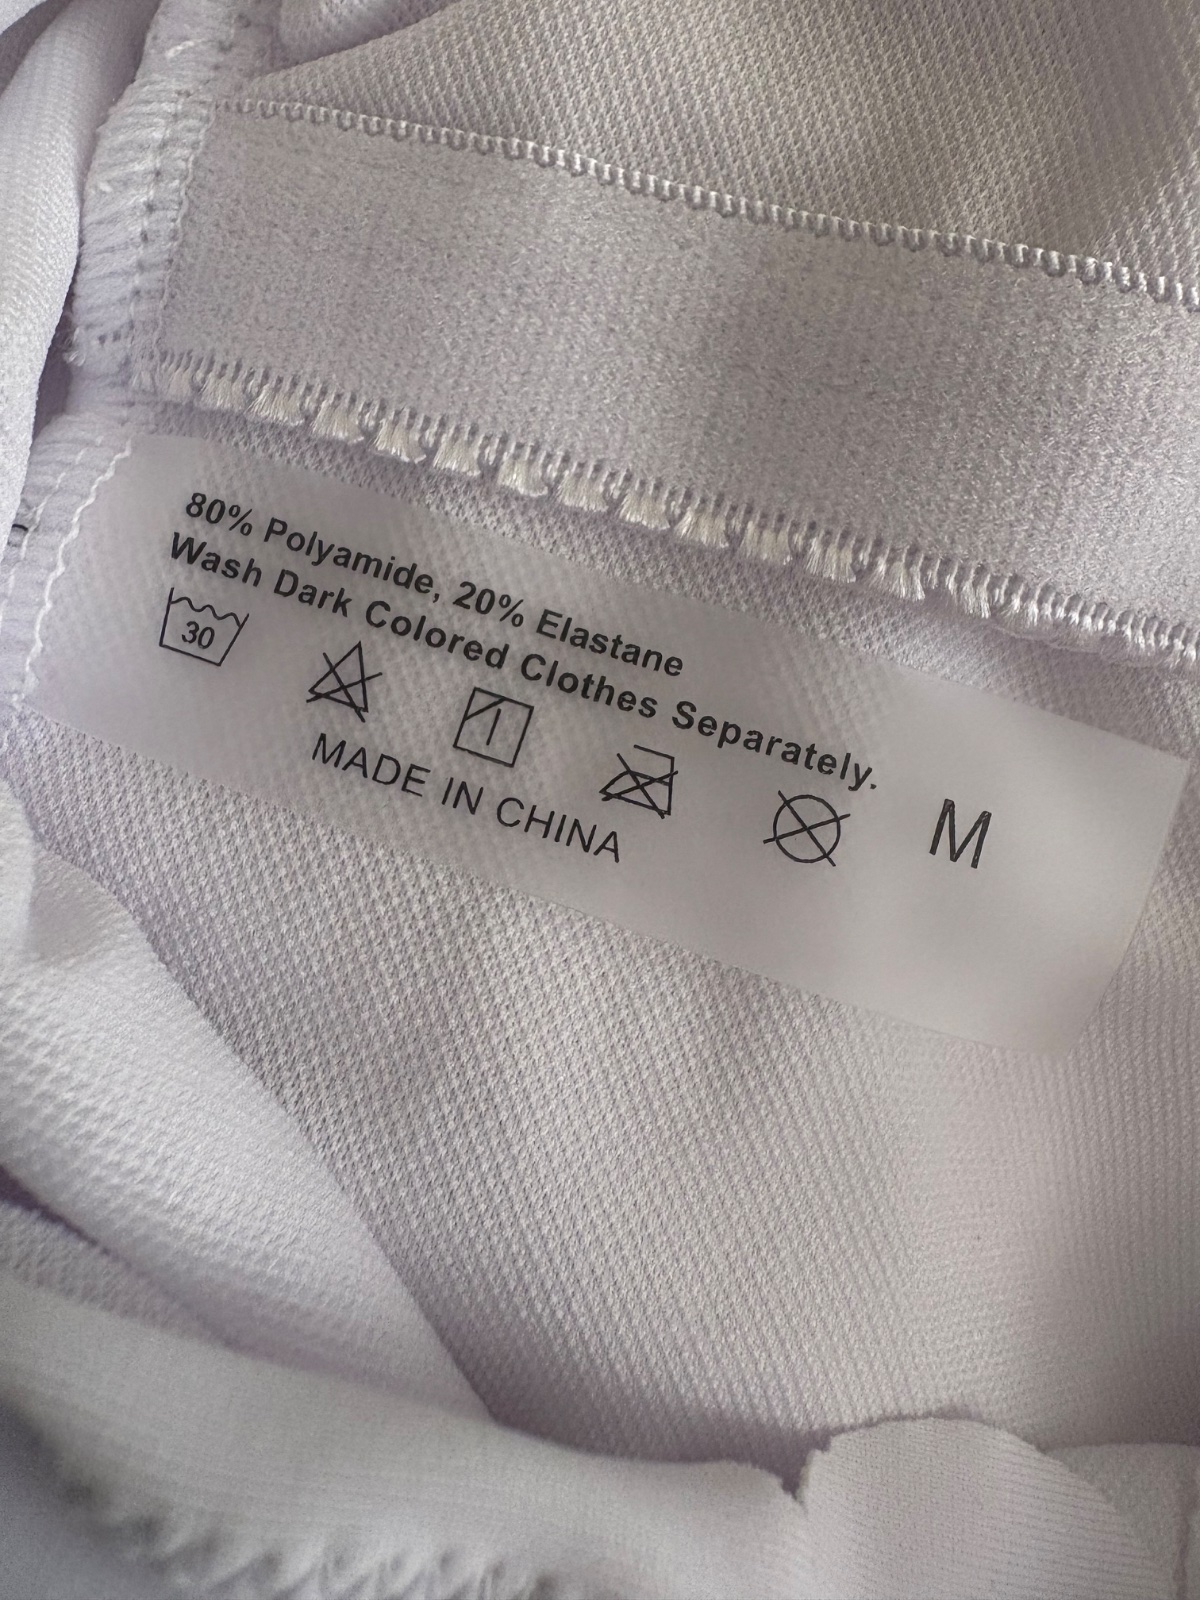 80% Polyamide, 20% Elastane
Wash Dark Colored Clothes Separately.
30
M
MADE IN CHINA